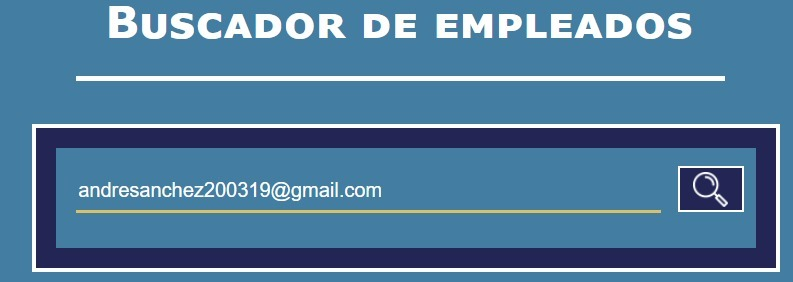 BUSCADOR DE EMPLEADOS
andresanchez200319@gmail.com